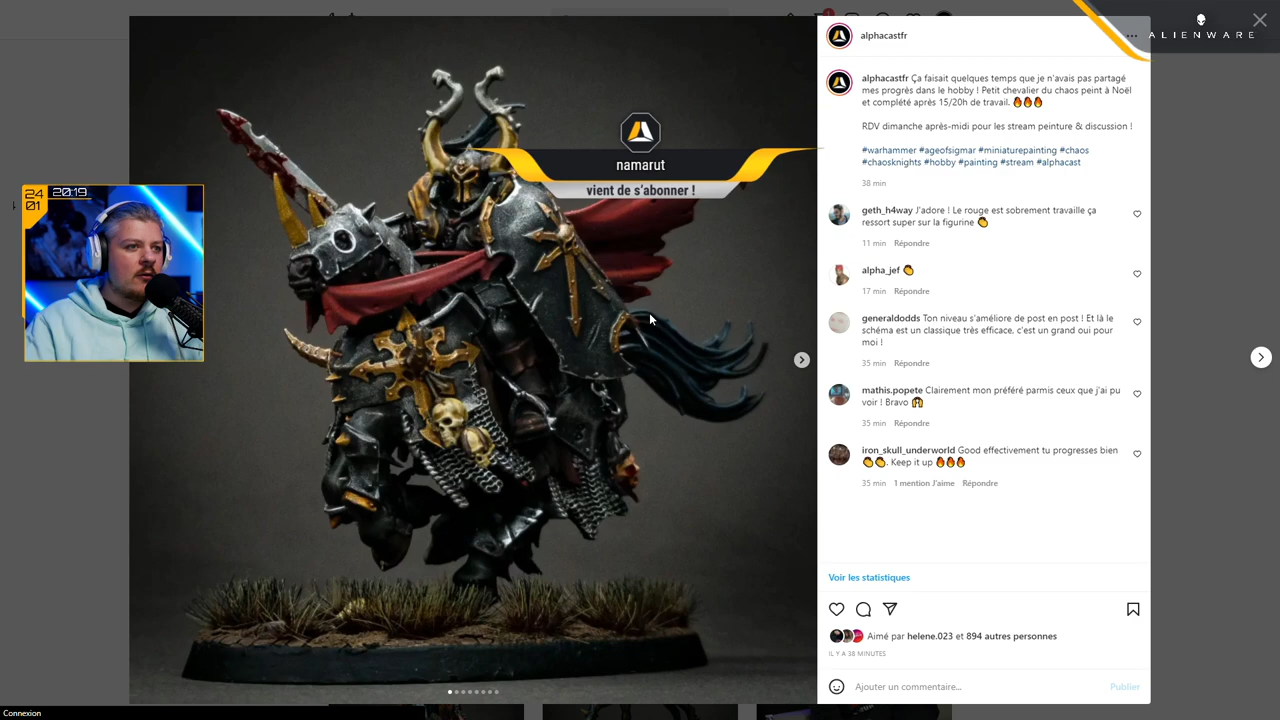 alphacastfr
ALIENWARE
alphacastfr Ça faisait quelques temps que je n'avais pas partagé
mes progrès dans le hobby ! Petit chevalier du chaos peint à Noël
et complété après 15/20h de travail. 🔥🔥🔥
RDV dimanche après-midi pour les stream peinture & discussion !
#warhammer #ageofsigmar #miniaturepainting #chaos
#chaosknights #hobby #painting #stream #alphacast
38 min
geth_h4way J'adore ! Le rouge est sobrement travaille ça
ressort super sur la figurine 👏
11 min Répondre
alpha_jef 👏
17 min Répondre
generaldodds Ton niveau s'améliore de post en post ! Et là le
schéma est un classique très efficace, c'est un grand oui pour
moi !
35 min Répondre
mathis.popete Clairement mon préféré parmis ceux que j'ai pu
voir ! Bravo 🙌
35 min Répondre
iron_skull_underworld Good effectivement tu progresses bien
👏👏. Keep it up 🔥🔥🔥
35 min 1 mention J'aime Répondre
Voir les statistiques
Aimé par helene.023 et 894 autres personnes
IL Y A 38 MINUTES
Ajouter un commentaire... Publier
namarut
vient de s'abonner !
24 20:19
01
Connexion